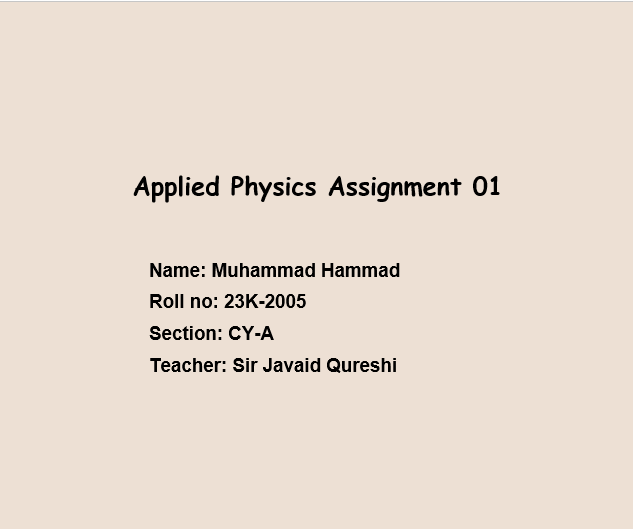 Applied Physics Assignment 01
Name: Muhammad Hammad
Roll no: 23K-2005
Section: CY-A
Teacher: Sir Javaid Qureshi